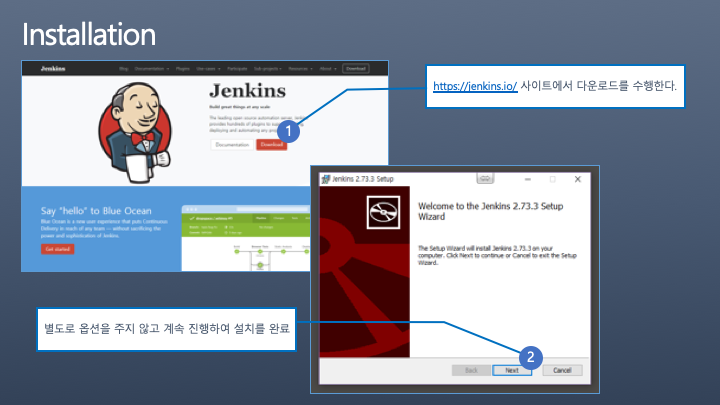 Installation
Jenkins
Blog Documentation Plugins Use-cases Participate Sub-projects Resources About Download
Jenkins
Build great things at any scale
The leading open source automation server, Jenkins
provides hundreds of plugins to
deploying and automating any
Documentation Download
1
https://jenkins.io/ 사이트에서 다운로드를 수행한다.
Say "hello" to Blue Ocean
Blue Ocean is a new user experience that puts Continuous
Delivery in reach of any team — without sacrificing the
power and sophistication of Jenkins.
Get started
Jenkins 2.73.3 Setup
Welcome to the Jenkins 2.73.3 Setup
Wizard
The Setup Wizard will install Jenkins 2.73.3 on your
computer. Click Next to continue or Cancel to exit the Setup
Wizard.
별도로 옵션을 주지 않고 계속 진행하여 설치를 완료
2
Back Next Cancel